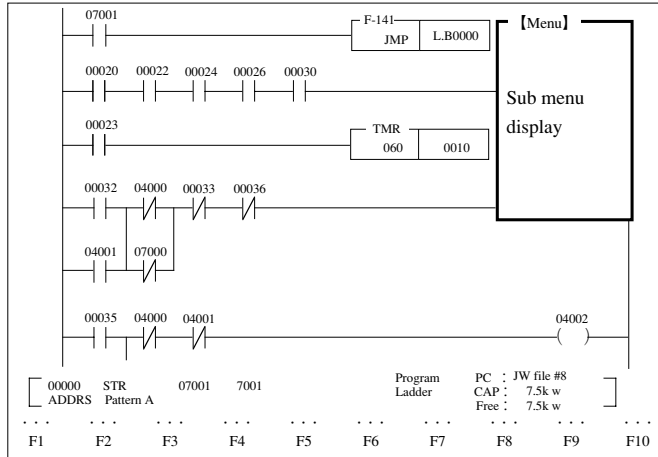 07001
F-141
JMP L.B0000
【Menu】
Sub menu
display
00020 00022 00024 00026 00030
00023
TMR
060 0010
00032 04000 00033 00036
04001 07000
00035 04000 04001 04002
00000 STR 07001 7001
ADDRS Pattern A
Program
Ladder
PC : JW file #8
CAP : 7.5k w
Free : 7.5k w
... ... ... ... ... ... ... ... ... ...
F1 F2 F3 F4 F5 F6 F7 F8 F9 F10